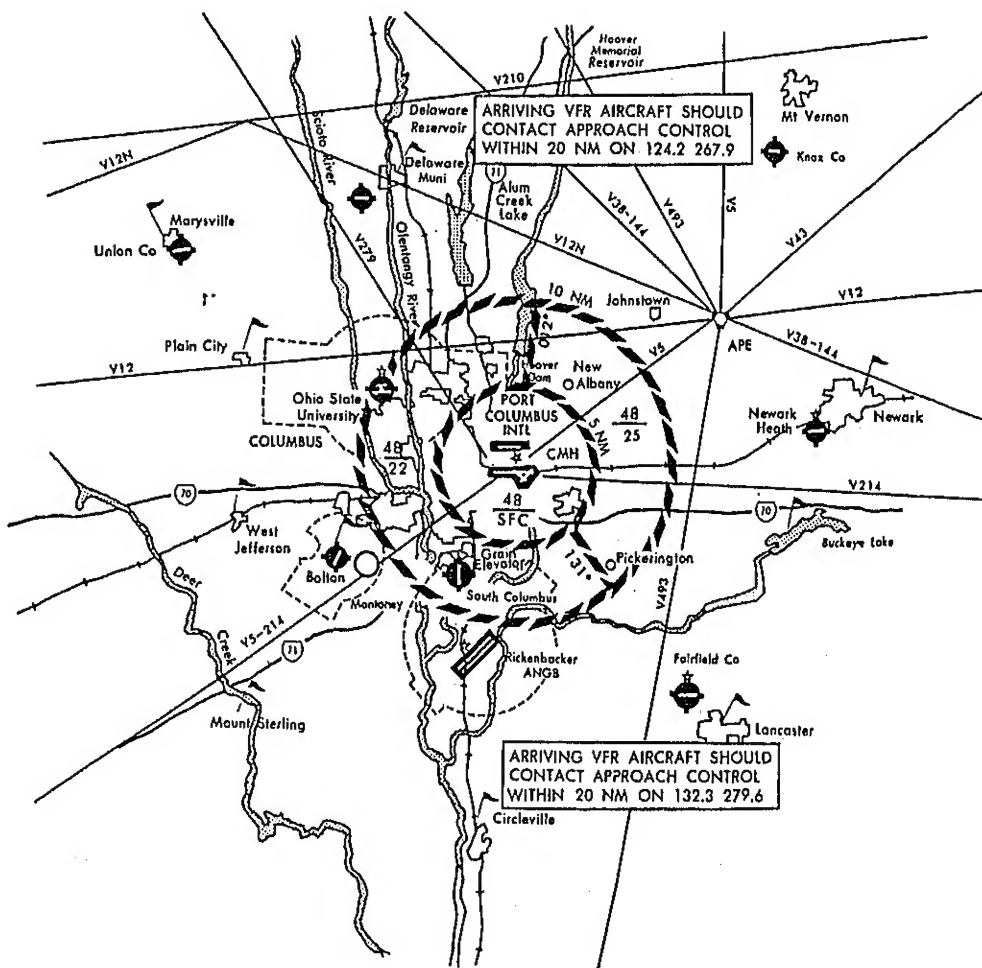 Hoover
Memorial
Reservoir
V210
Mt Vernon
ARRIVING VFR AIRCRAFT SHOULD
CONTACT APPROACH CONTROL
WITHIN 20 NM ON 124.2 267.9
Delaware
Reservoir
Scioto River
Knox Co
V12N
Delaware
Muni
71
Alum
Creek
Lake
V38-144
V493
V5
V43
Marysville
Union Co
V279
Olentangy River
V12N
10 NM
Johnstown
V12
APE
012°
V5
V38-144
Plain City
V12
New
Albany
Dam
Ohio State
University
PORT
COLUMBUS
INTL
Newark
Heath
Newark
COLUMBUS
48
22
5 NM
48
25
CMH
V214
70
48
SFC
70
West
Jefferson
Buckeye Lake
Bolton
Grain
Elevator
131°
Pickerington
Deer
Creek
South Columbus
V493
V5-214
71
Rickenbacker
ANGB
Fairfield Co
Mount Sterling
Lancaster
ARRIVING VFR AIRCRAFT SHOULD
CONTACT APPROACH CONTROL
WITHIN 20 NM ON 132.3 279.6
Circleville